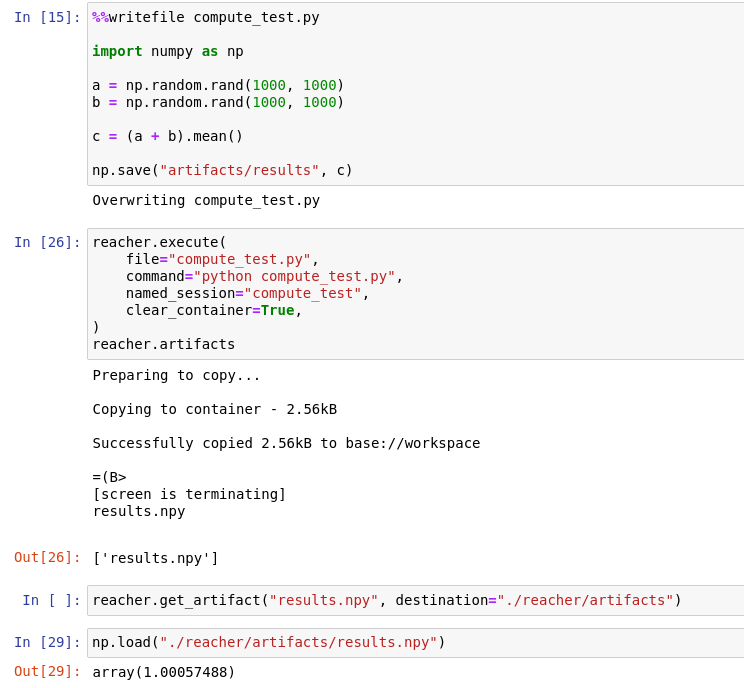 In [15]: %%writefile compute_test.py
import numpy as np
a = np.random.rand(1000, 1000)
b = np.random.rand(1000, 1000)
c = (a + b).mean()
np.save("artifacts/results", c)
Overwriting compute_test.py
In [26]: reacher.execute(
    file="compute_test.py",
    command="python compute_test.py",
    named_session="compute_test",
    clear_container=True,
)
reacher.artifacts
Preparing to copy...
Copying to container - 2.56kB
Successfully copied 2.56kB to base://workspace
=(B>
[screen is terminating]
results.npy
Out[26]: ['results.npy']
In [ ]: reacher.get_artifact("results.npy", destination="./reacher/artifacts")
In [29]: np.load("./reacher/artifacts/results.npy")
Out[29]: array(1.00057488)